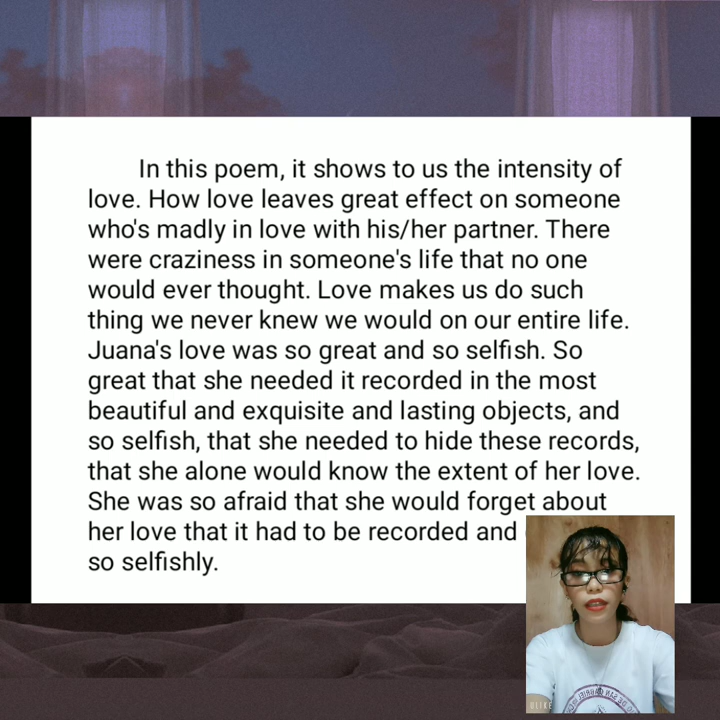 In this poem, it shows to us the intensity of
love. How love leaves great effect on someone
who's madly in love with his/her partner. There
were craziness in someone's life that no one
would ever thought. Love makes us do such
thing we never knew we would on our entire life.
Juana's love was so great and so selfish. So
great that she needed it recorded in the most
beautiful and exquisite and lasting objects, and
so selfish, that she needed to hide these records,
that she alone would know the extent of her love.
She was so afraid that she would forget about
her love that it had to be recorded and
so selfishly.
ULIKE